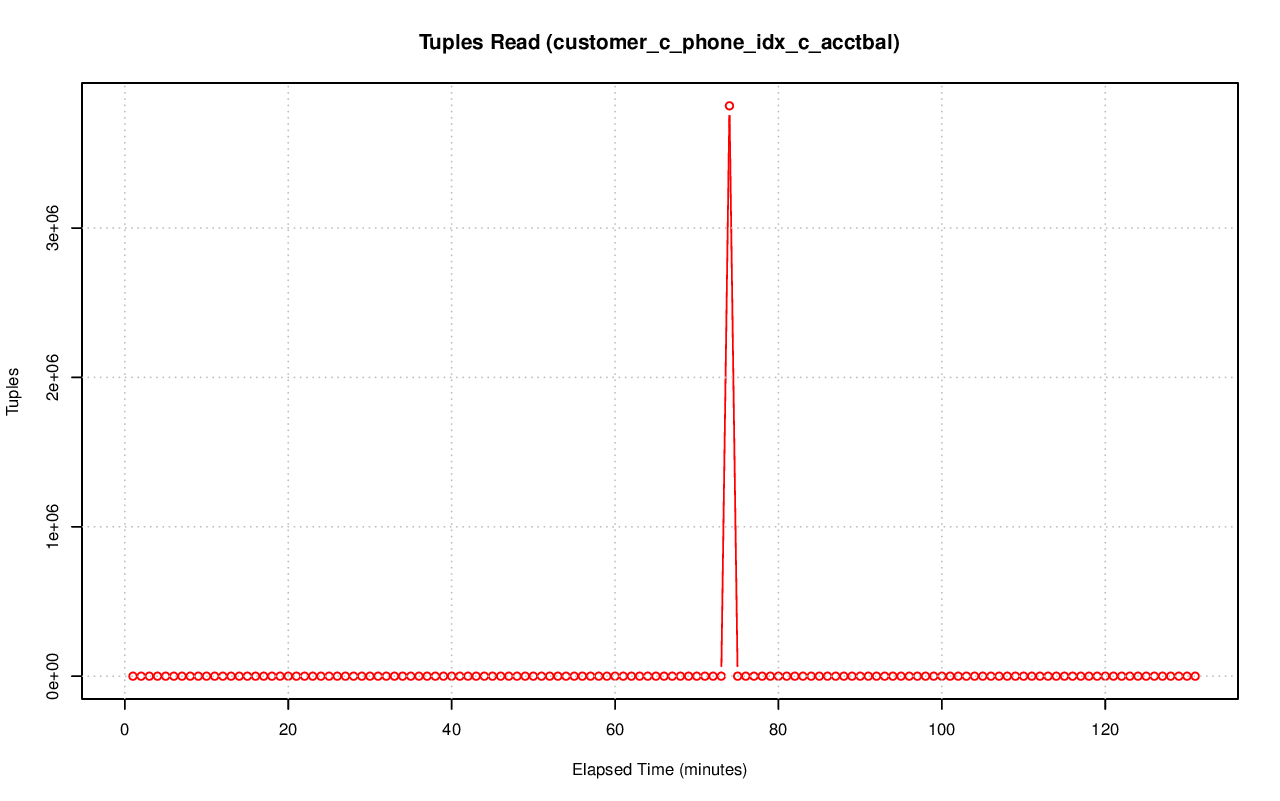 Tuples Read (customer_c_phone_idx_c_acctbal)
3e+06
2e+06
1e+06
0e+00
Tuples
0 20 40 60 80 100 120
Elapsed Time (minutes)